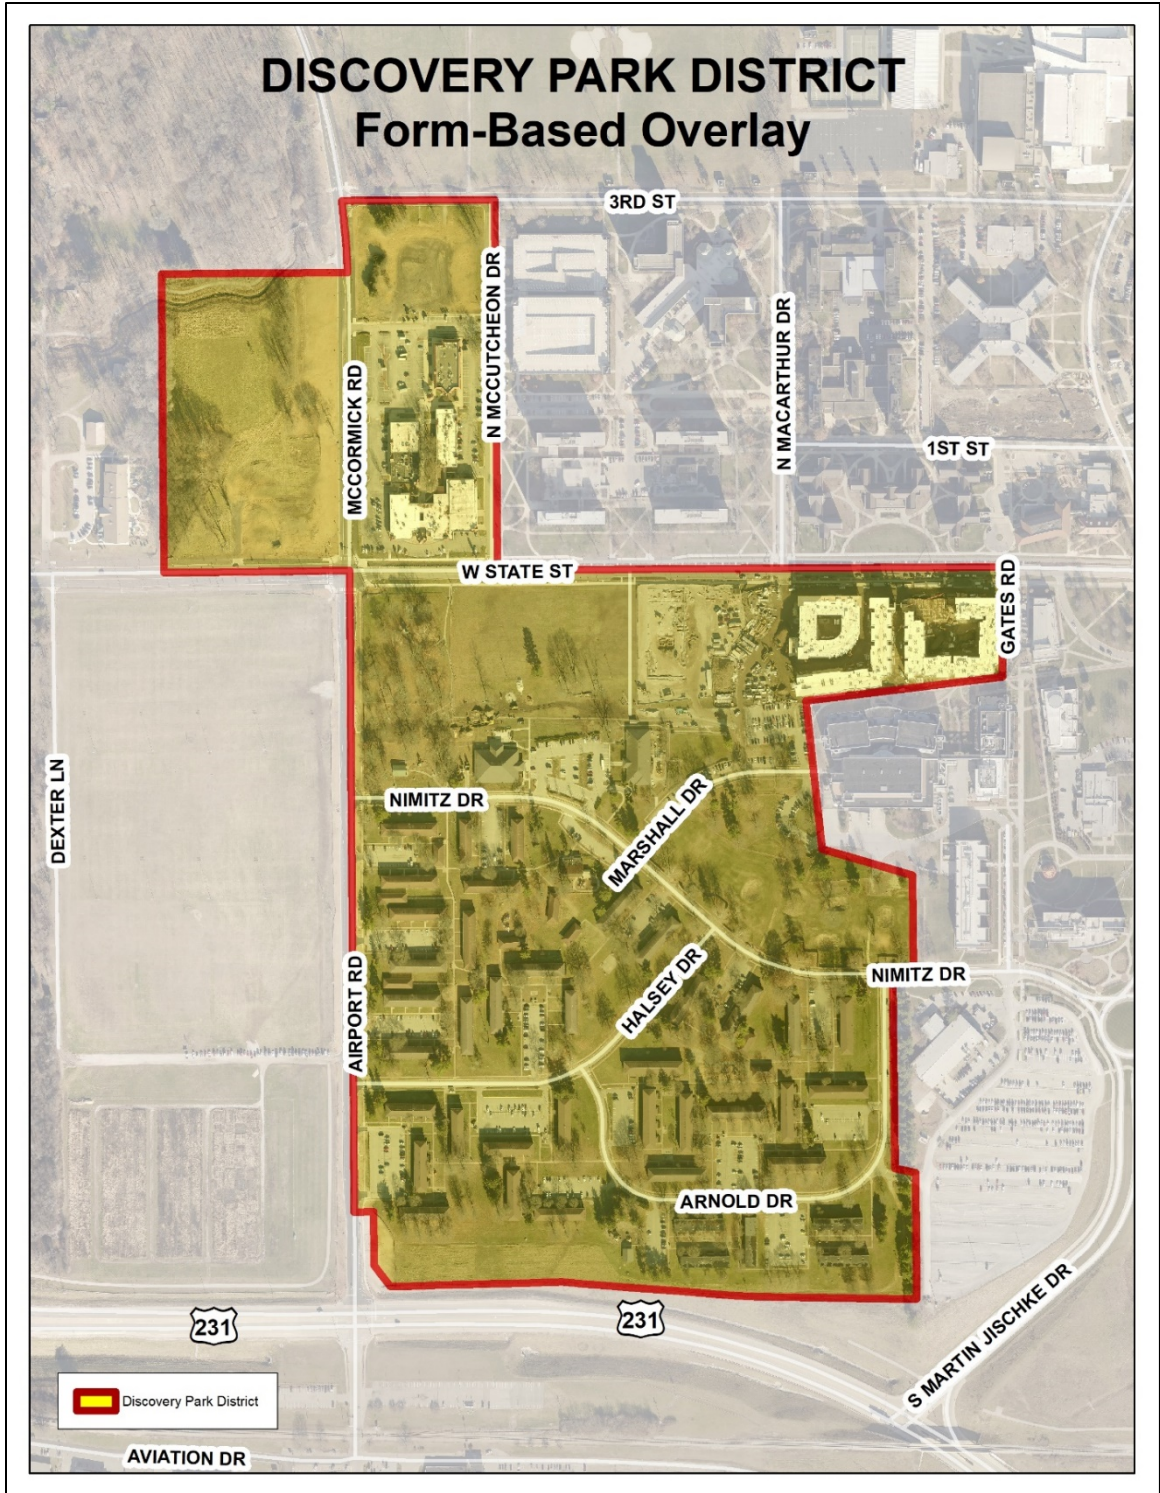 DISCOVERY PARK DISTRICT
Form-Based Overlay
3RD ST
N MCCUTCHEON DR
N MACARTHUR DR
MCCORMICK RD
1ST ST
W STATE ST
GATES RD
DEXTER LN
NIMITZ DR
MARSHALL DR
AIRPORT RD
HALSEY DR
NIMITZ DR
ARNOLD DR
231
231
S MARTIN JISCHKE DR
Discovery Park District
AVIATION DR